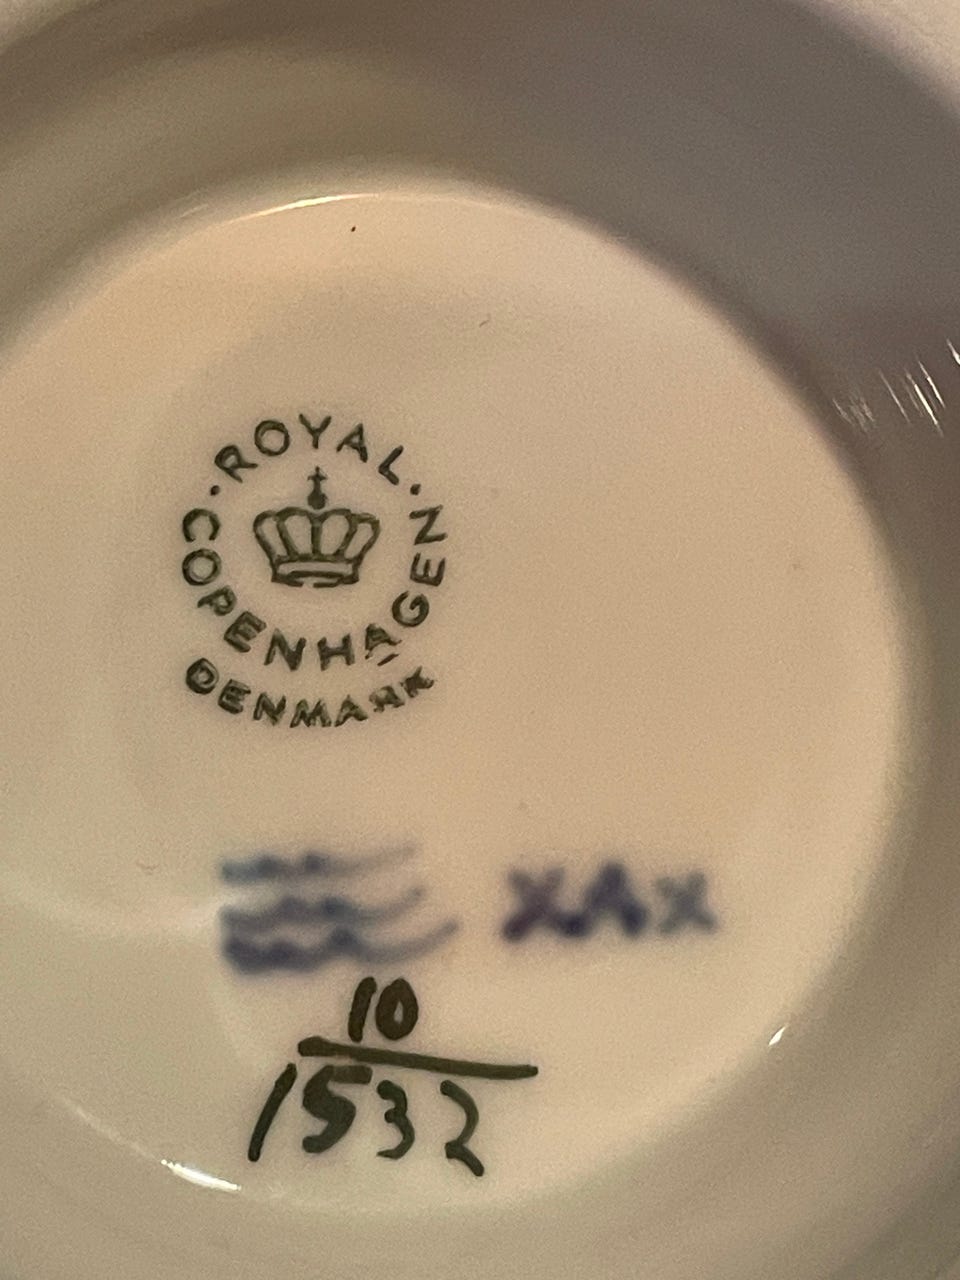 · ROYAL ·
COPENHAGEN
DENMARK
XAX
10
1532